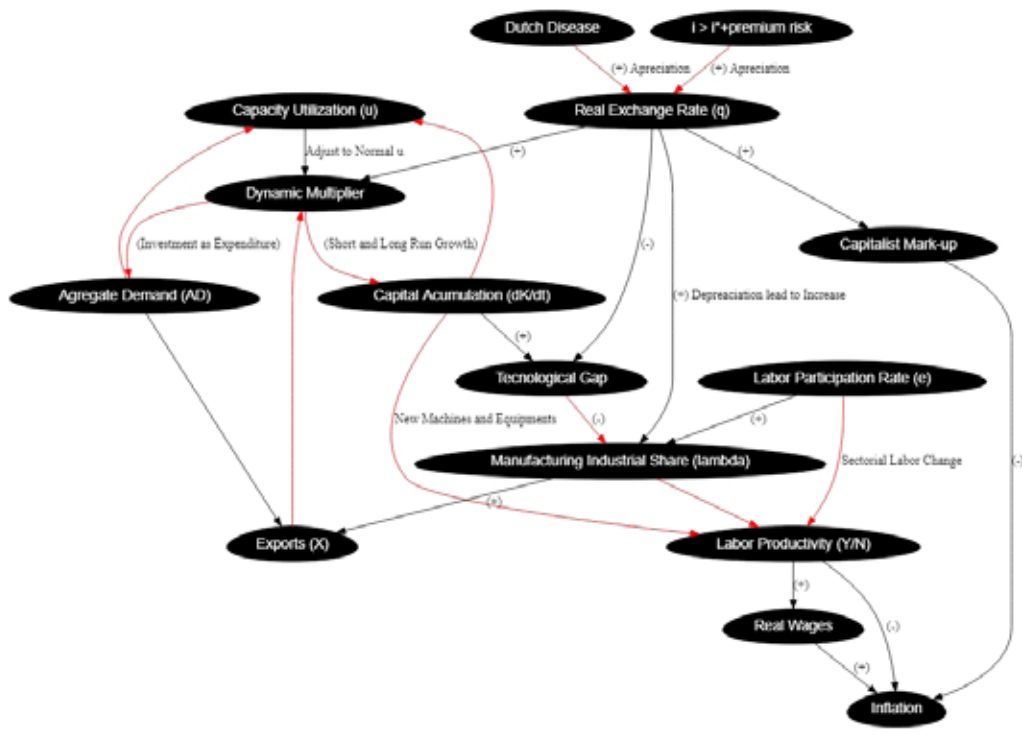 Dutch Disease
i > i*+premium risk
(+) Apreciation
(+) Apreciation
Capacity Utilization (u)
Real Exchange Rate (q)
Adjust to Normal u
(+)
(+)
Dynamic Multiplier
(Investment as Expenditure)
(Short and Long Run Growth)
(-)
Capitalist Mark-up
Agregate Demand (AD)
Capital Acumulation (dK/dt)
(+) Depreaciation lead to Increase
(+)
Tecnological Gap
Labor Participation Rate (e)
New Machines and Equipments
(-)
(+)
Manufacturing Industrial Share (lambda)
Sectorial Labor Change
(-)
(+)
Exports (X)
Labor Productivity (Y/N)
(+)
Real Wages
(-)
(+)
Inflation